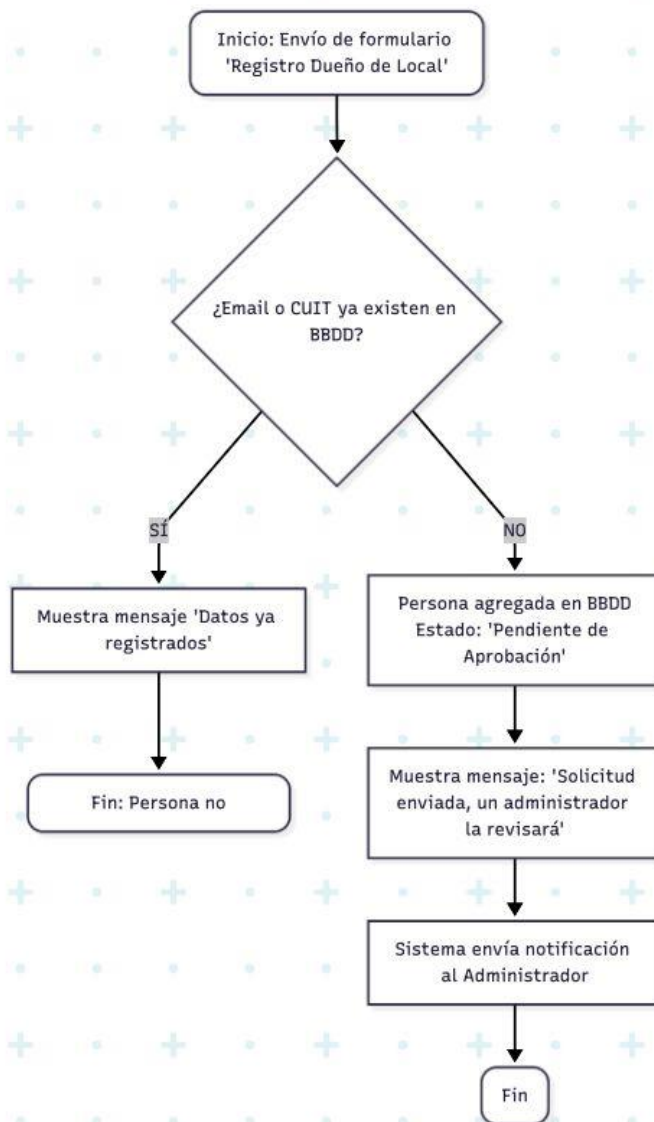 Inicio: Envío de formulario
'Registro Dueño de Local'
¿Email o CUIT ya existen en
BBDD?
SÍ
NO
Muestra mensaje 'Datos ya
registrados'
Persona agregada en BBDD
Estado: 'Pendiente de
Aprobación'
Fin: Persona no
Muestra mensaje: 'Solicitud
enviada, un administrador
la revisará'
Sistema envía notificación
al Administrador
Fin